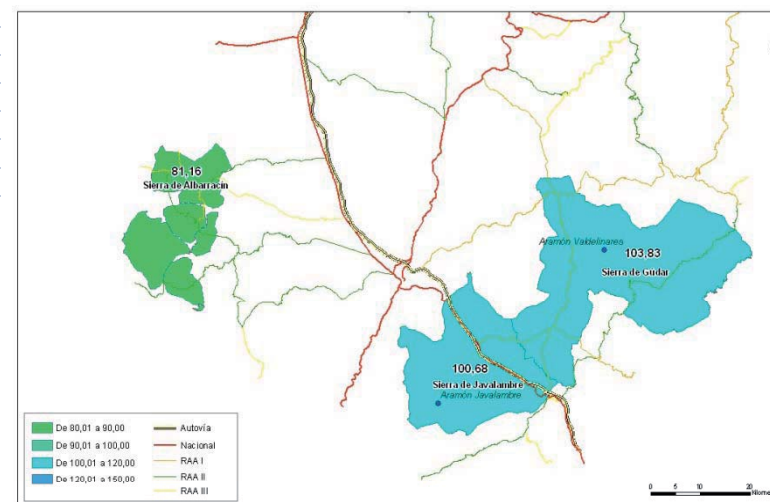 81,16
Sierra de Albarracín
Aramón Valdelinares
103,83
Sierra de Gudar
100,68
Sierra de Javalambre
Aramón Javalambre
De 80,01 a 90,00
De 90,01 a 100,00
De 100,01 a 120,00
De 120,01 a 150,00
Autovía
Nacional
RAA I
RAA II
RAA III
0 5 10 20